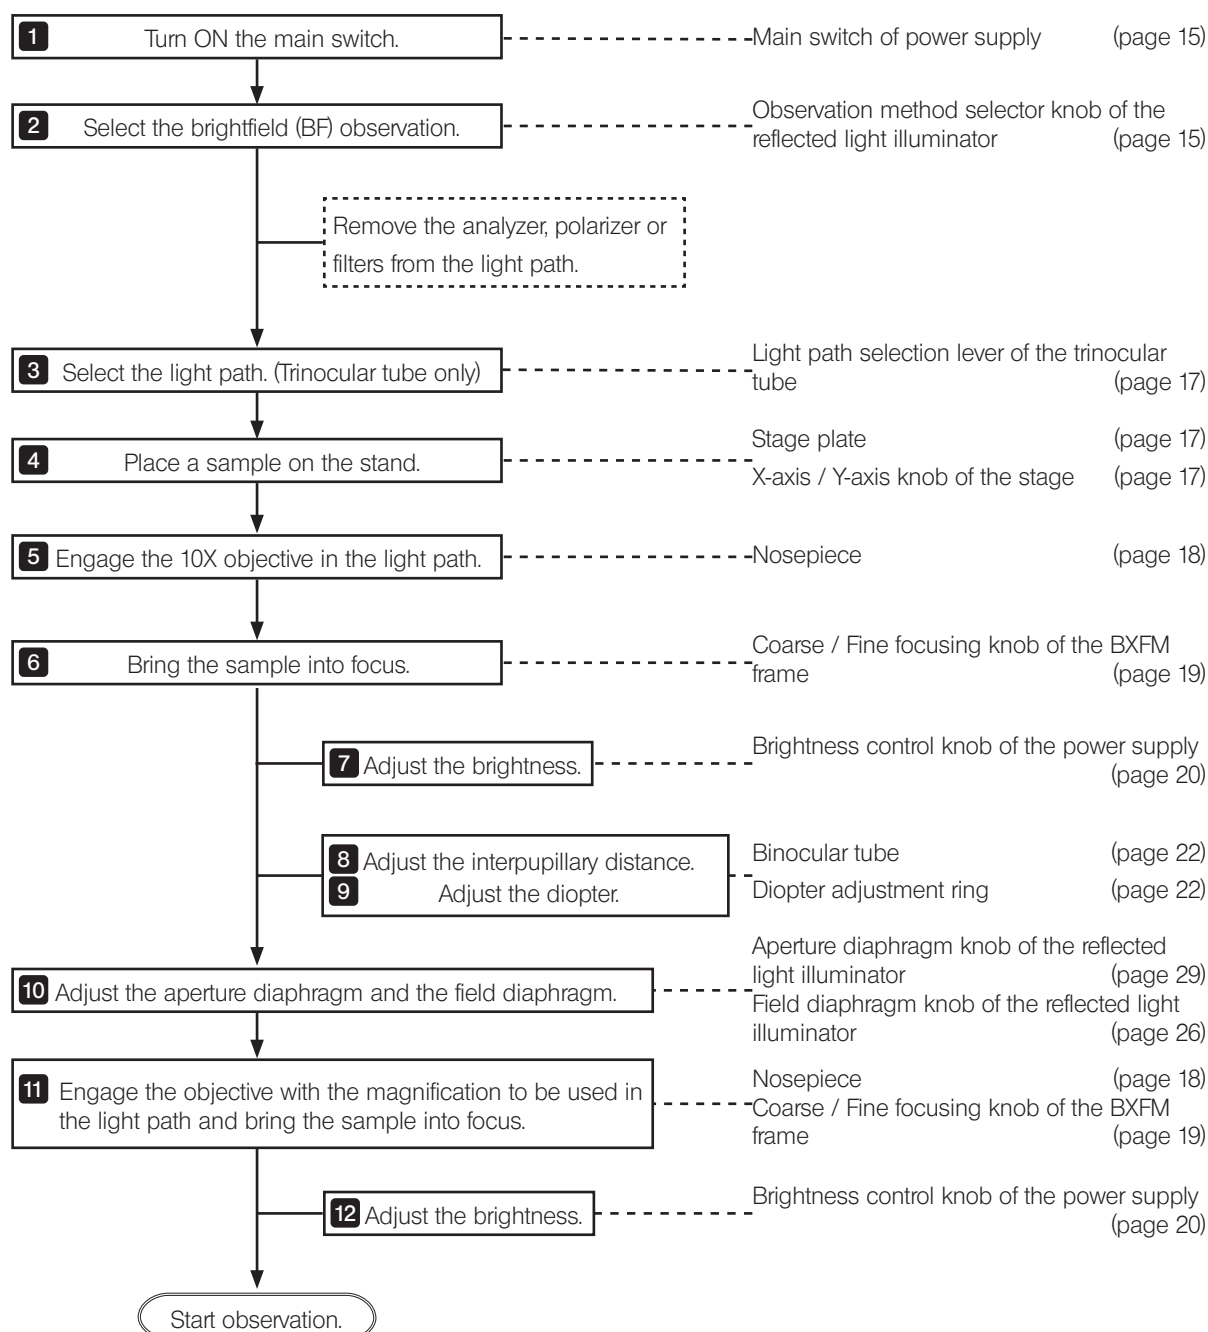 1 Turn ON the main switch.
Main switch of power supply (page 15)
2 Select the brightfield (BF) observation.
Observation method selector knob of the
reflected light illuminator (page 15)
Remove the analyzer, polarizer or
filters from the light path.
3 Select the light path. (Trinocular tube only)
Light path selection lever of the trinocular
tube (page 17)
4 Place a sample on the stand.
Stage plate (page 17)
X-axis / Y-axis knob of the stage (page 17)
5 Engage the 10X objective in the light path.
Nosepiece (page 18)
6 Bring the sample into focus.
Coarse / Fine focusing knob of the BXFM
frame (page 19)
7 Adjust the brightness.
Brightness control knob of the power supply
(page 20)
8 Adjust the interpupillary distance.
9 Adjust the diopter.
Binocular tube (page 22)
Diopter adjustment ring (page 22)
10 Adjust the aperture diaphragm and the field diaphragm.
Aperture diaphragm knob of the reflected
light illuminator (page 29)
Field diaphragm knob of the reflected light
illuminator (page 26)
11 Engage the objective with the magnification to be used in
the light path and bring the sample into focus.
Nosepiece (page 18)
Coarse / Fine focusing knob of the BXFM
frame (page 19)
12 Adjust the brightness.
Brightness control knob of the power supply
(page 20)
Start observation.